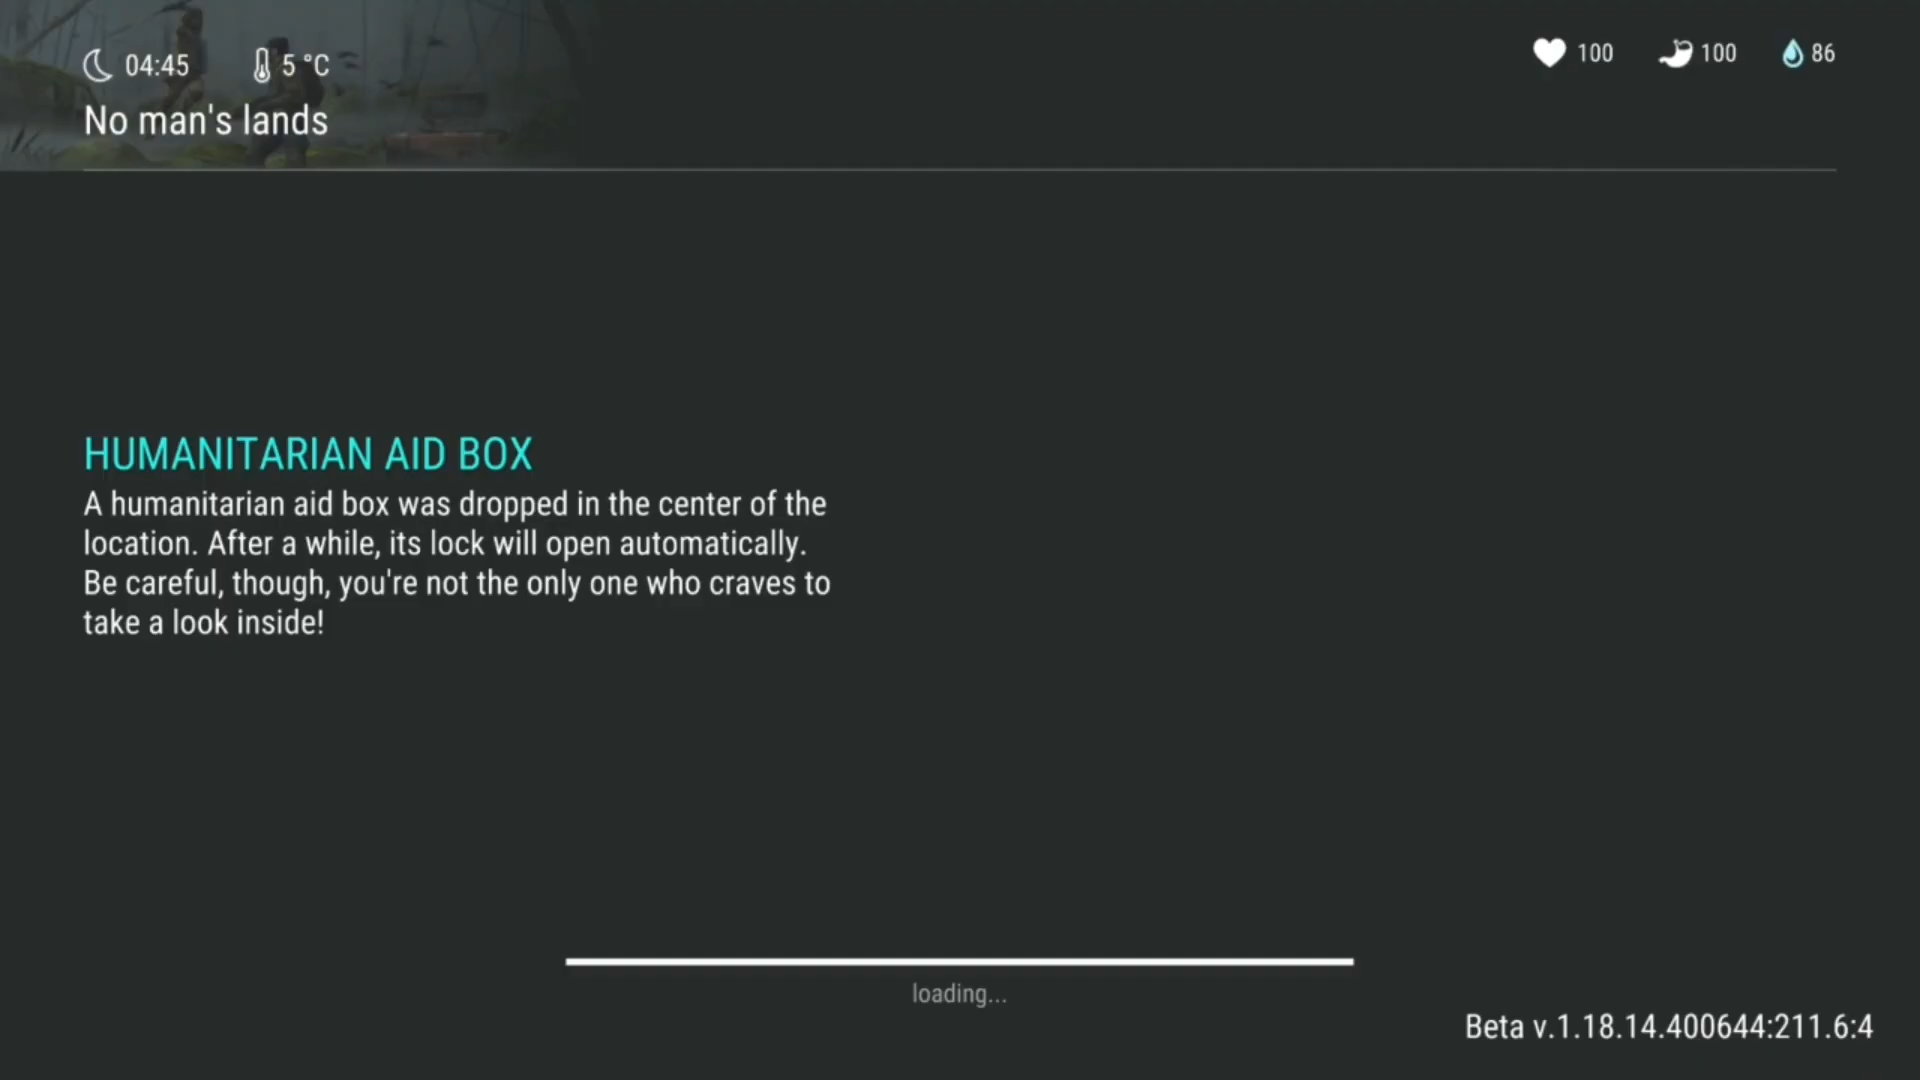 04:45 5 °C
100 100 86
No man's lands
HUMANITARIAN AID BOX
A humanitarian aid box was dropped in the center of the
location. After a while, its lock will open automatically.
Be careful, though, you're not the only one who craves to
take a look inside!
loading...
Beta v.1.18.14.400644:211.6:4